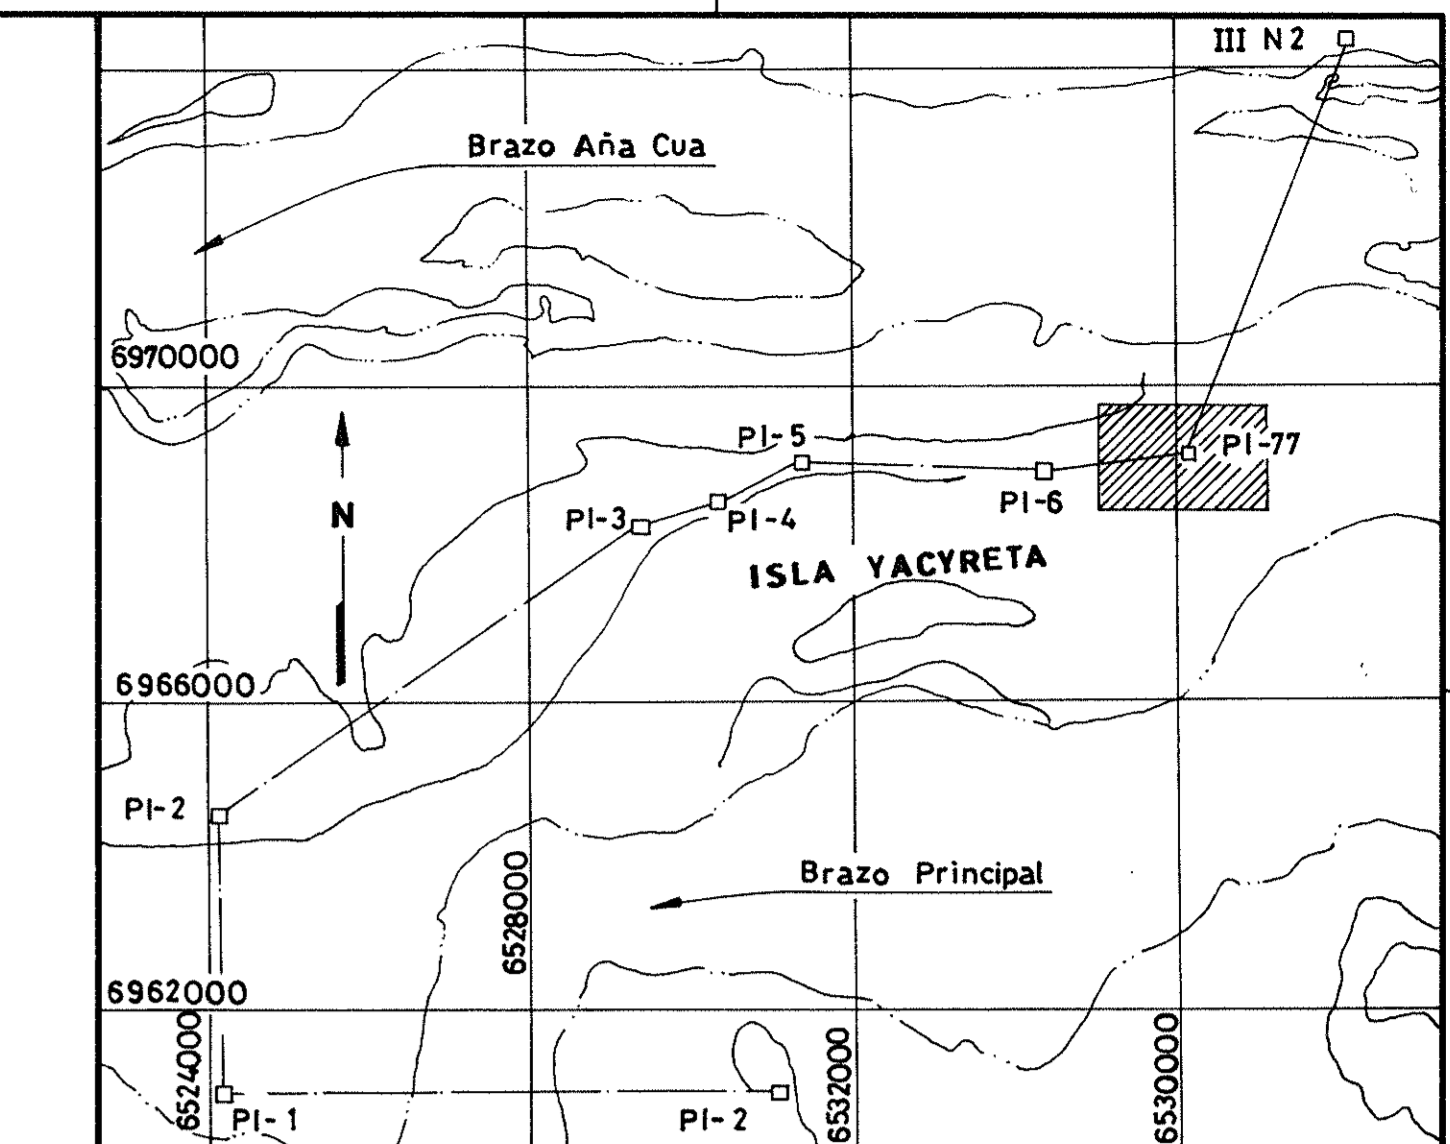 III N2
Brazo Aña Cua
6970000
PI-5
PI-77
PI-6
PI-3
PI-4
N
ISLA YACYRETA
6966000
PI-2
Brazo Principal
6528000
6962000
6524000
6532000
6530000
PI-1
PI-2